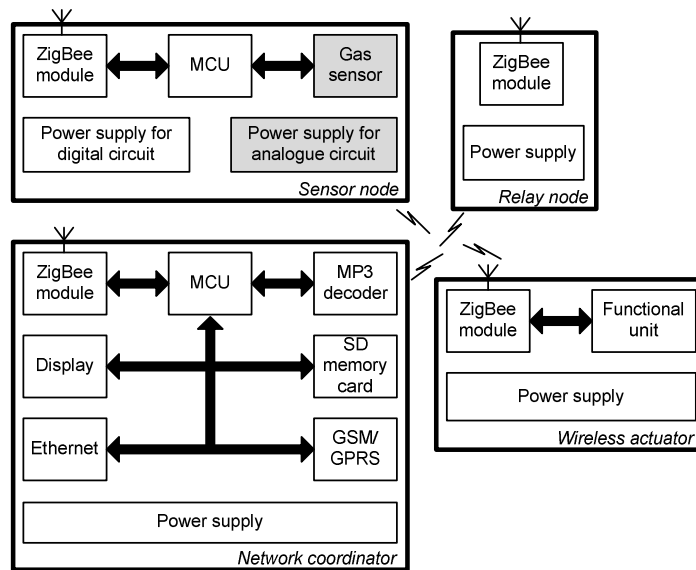 ZigBee
module
MCU
Gas
sensor
Power supply for
digital circuit
Power supply for
analogue circuit
Sensor node
ZigBee
module
Power supply
Relay node
ZigBee
module
MCU
MP3
decoder
Display
SD
memory
card
Ethernet
GSM/
GPRS
Power supply
Network coordinator
ZigBee
module
Functional
unit
Power supply
Wireless actuator